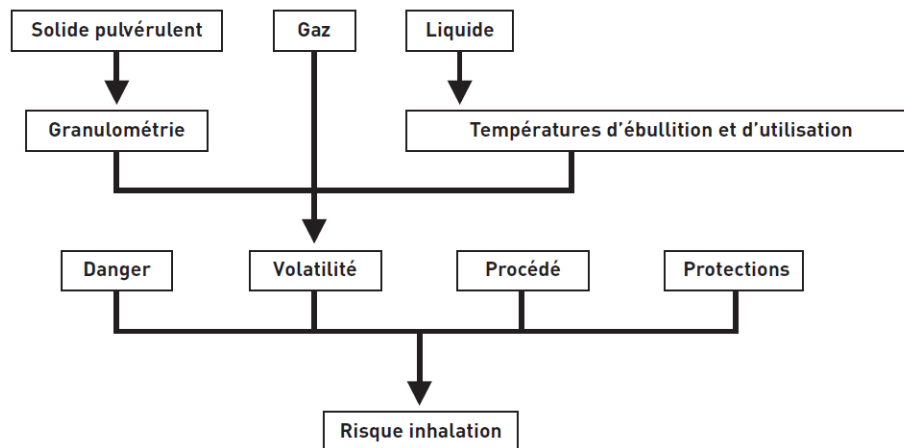 Solide pulvérulent
Gaz
Liquide
Granulométrie
Températures d'ébullition et d'utilisation
Danger
Volatilité
Procédé
Protections
Risque inhalation